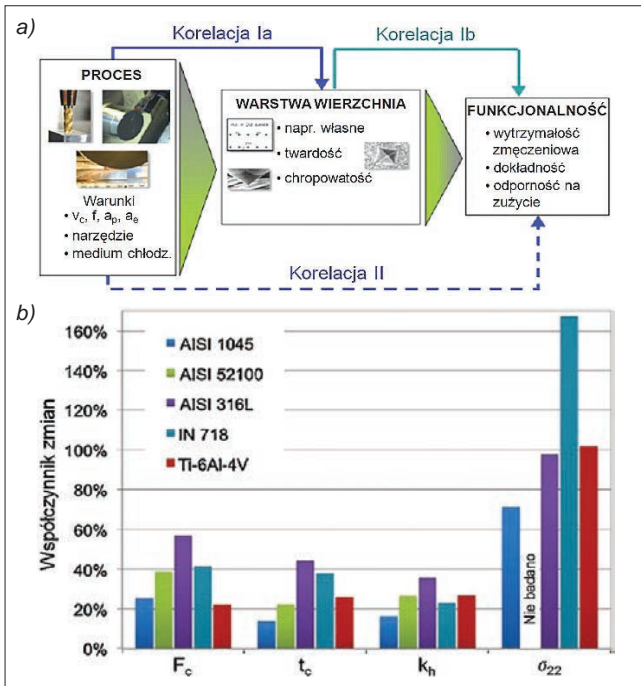 a)
Korelacja Ia
Korelacja Ib
PROCES
Warunki
• vc, f, ap, ae
• narzędzie
• medium chłodz.
WARSTWA WIERZCHNIA
• napr. własne
• twardość
• chropowatość
FUNKCJONALNOŚĆ
• wytrzymałość
zmęczeniowa
• dokładność
• odporność na
zużycie
Korelacja II
b)
Współczynnik zmian
160%
140%
120%
100%
80%
60%
40%
20%
0%
AISI 1045
AISI 52100
AISI 316L
IN 718
Ti-6Al-4V
Nie badano
Fc
tc
kh
σ22